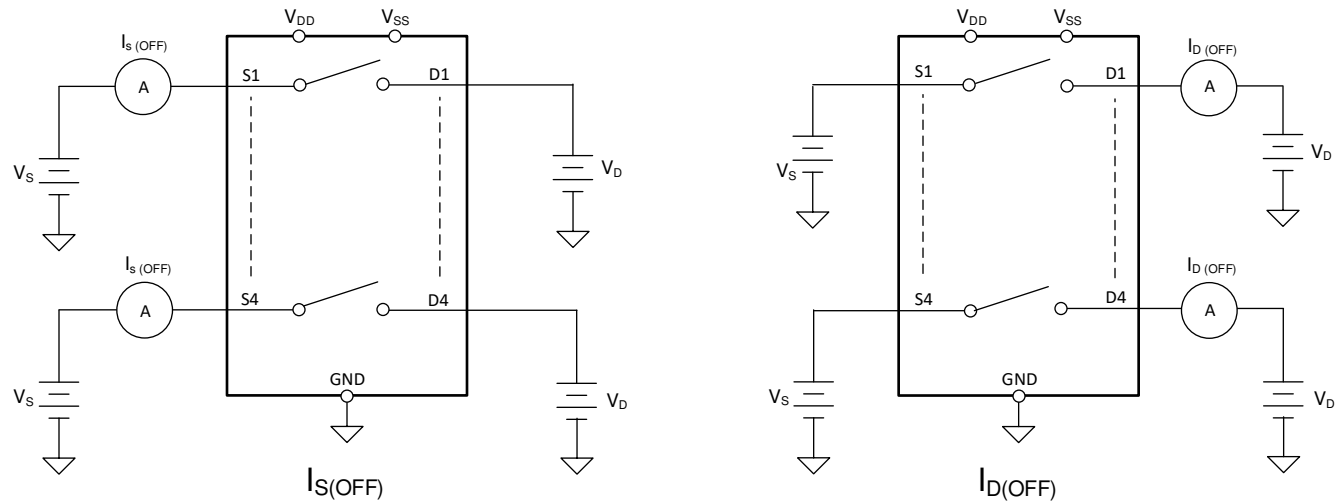 VDD VSS
Is (OFF)
A
S1 D1
VS
VD
Is (OFF)
A
S4 D4
VS
VD
GND
IS(OFF)
VDD VSS
ID (OFF)
S1 D1
A
VS
VD
ID (OFF)
S4 D4
A
VS
VD
GND
ID(OFF)